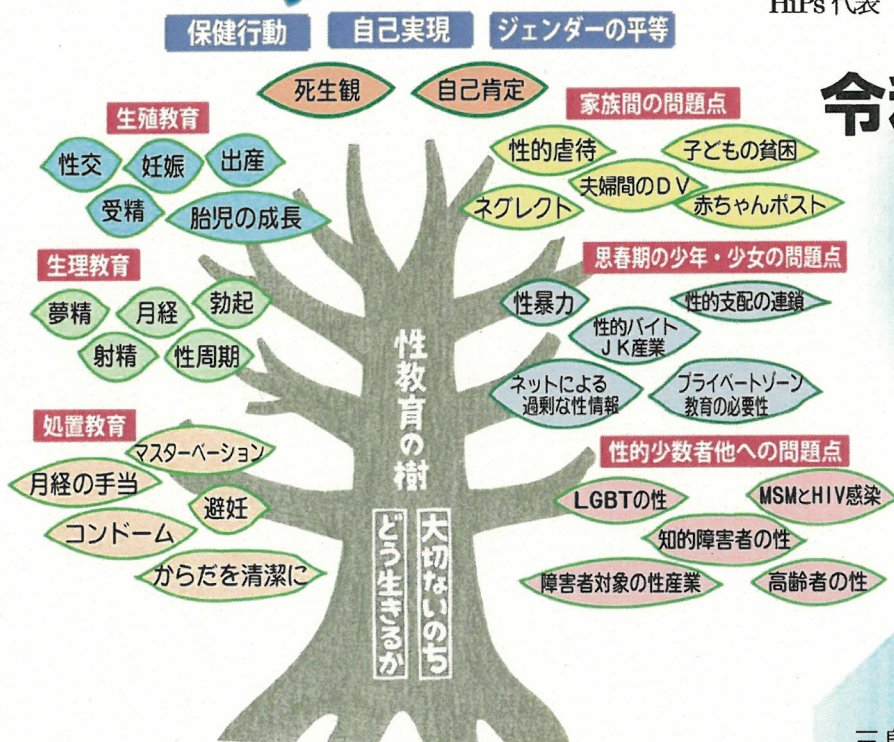 HiPs 代表
保健行動
自己実現
ジェンダーの平等
令
死生観
自己肯定
生殖教育
性交
妊娠
出産
受精
胎児の成長
生理教育
夢精
月経
勃起
射精
性周期
処置教育
マスターベーション
月経の手当
避妊
コンドーム
からだを清潔に
家族間の問題点
性的虐待
子どもの貧困
夫婦間のDV
ネグレクト
赤ちゃんポスト
思春期の少年・少女の問題点
性暴力
性的支配の連鎖
性的バイト
JK産業
ネットによる
過剰な性情報
プライベートゾーン
教育の必要性
性的少数者他への問題点
LGBTの性
MSMとHIV感染
知的障害者の性
障害者対象の性産業
高齢者の性
性教育の樹
大切ないのち
どう生きるか